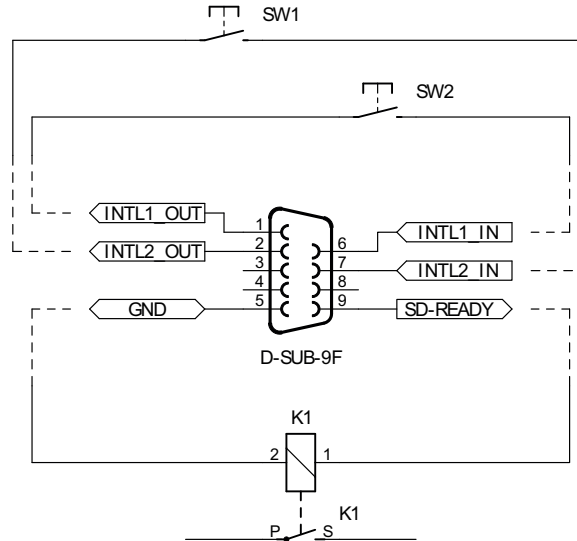 SW1
SW2
INTL1_OUT
1
INTL2_OUT
2
6
INTL1_IN
3
7
INTL2_IN
4
8
GND
5
9
SD-READY
D-SUB-9F
K1
2
1
K1
P
S